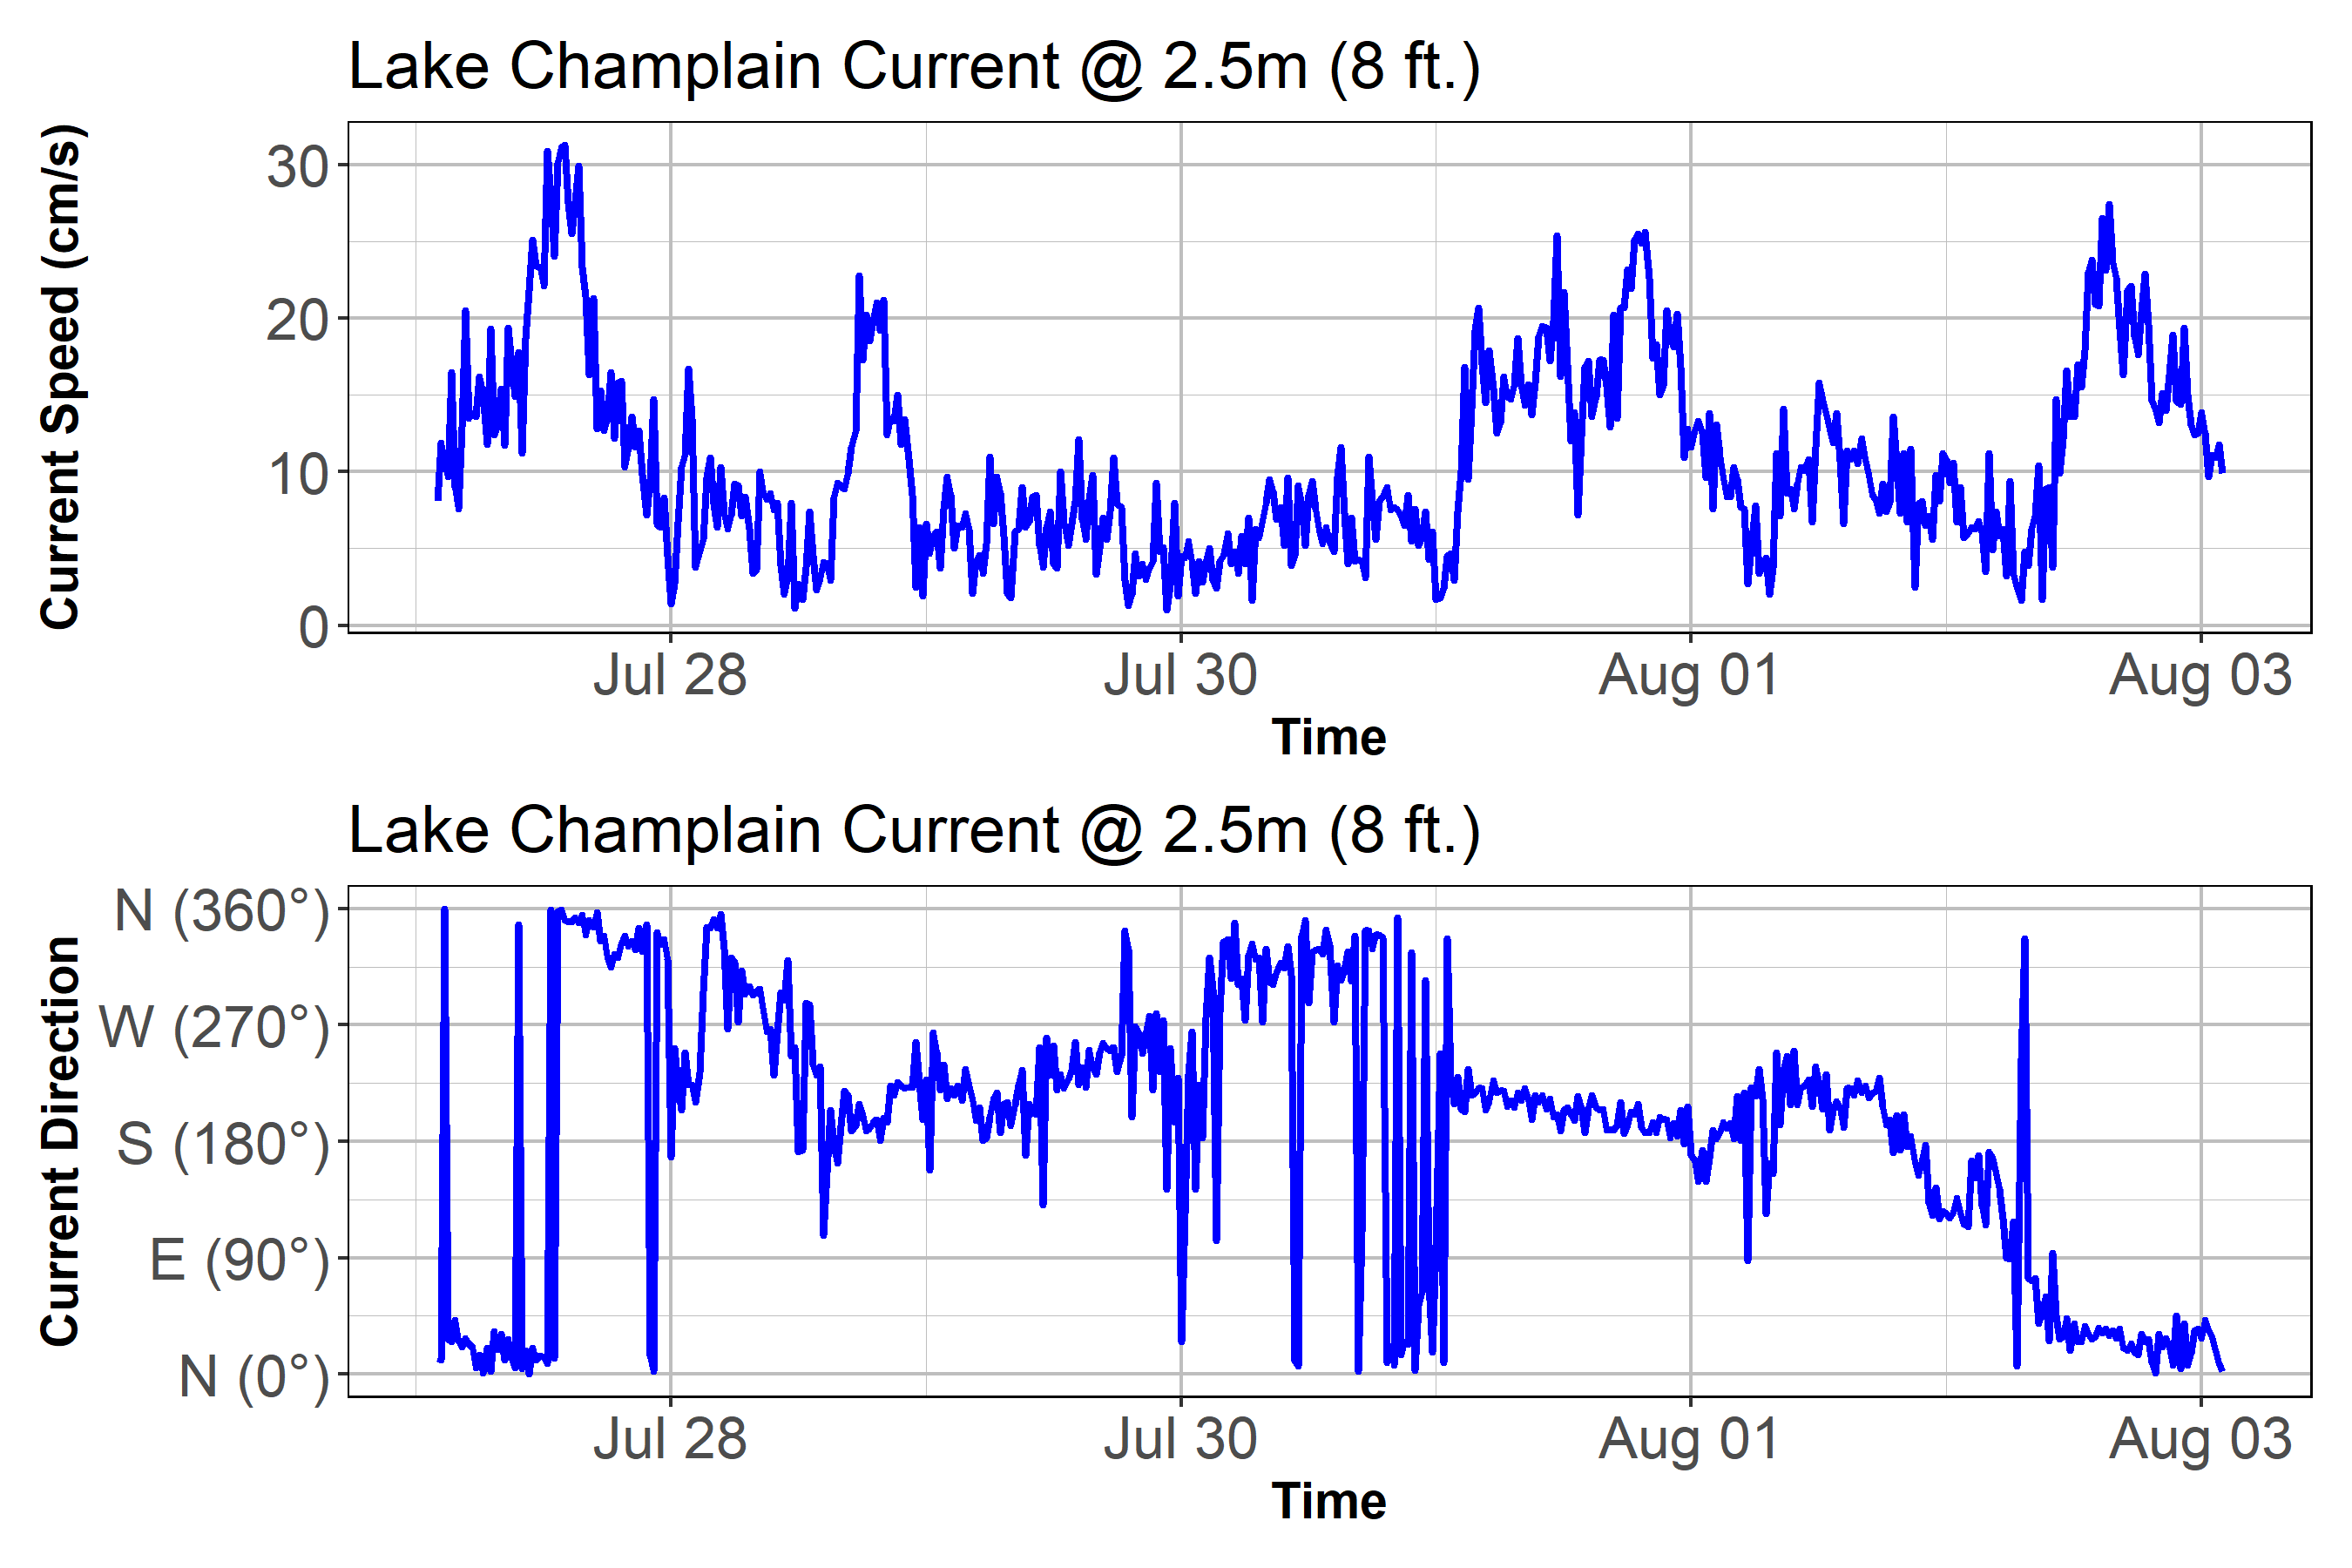 Lake Champlain Current @ 2.5m (8 ft.)
Current Speed (cm/s)
30
20
10
0
Jul 28 Jul 30 Aug 01 Aug 03
Time
Lake Champlain Current @ 2.5m (8 ft.)
Current Direction
N (360°)
W (270°)
S (180°)
E (90°)
N (0°)
Jul 28 Jul 30 Aug 01 Aug 03
Time